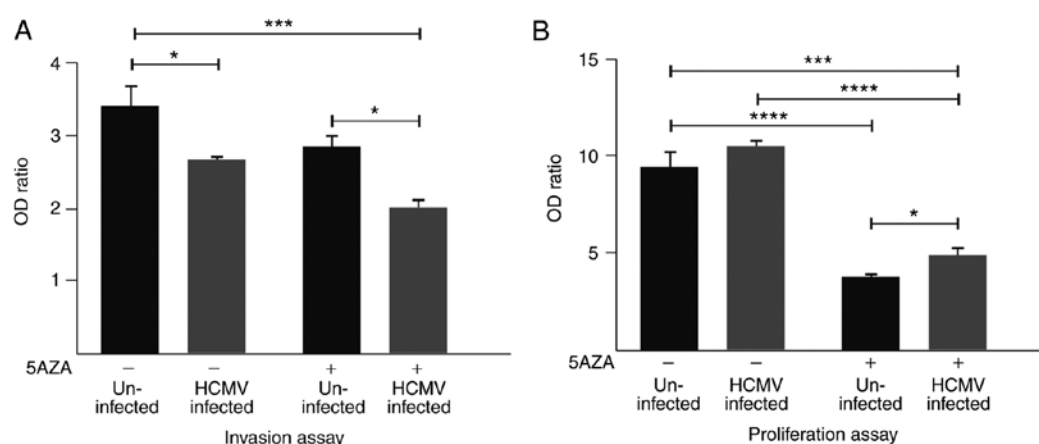 A
***
*
*
4
3
2
1
OD ratio
5AZA
− − + +
Un-
infected
HCMV
infected
Un-
infected
HCMV
infected
Invasion assay
B
***
****
****
*
15
10
5
OD ratio
5AZA
− − + +
Un-
infected
HCMV
infected
Un-
infected
HCMV
infected
Proliferation assay